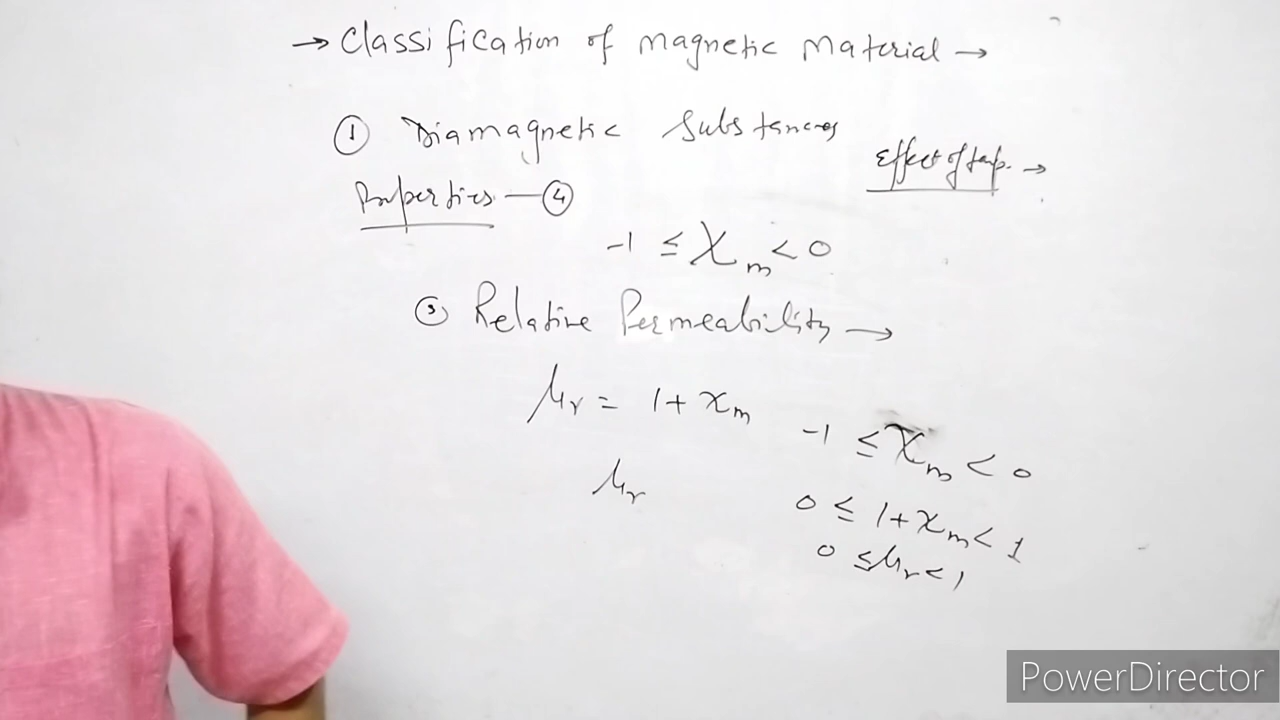 → Classification of magnetic Material →
① Diamagnetic Substances
Effect of temp. →
Properties — ④
-1 ≤ χm < 0
⑤ Relative Permeability →
μr = 1 + χm
-1 ≤ χm < 0
μr
0 ≤ 1 + χm < 1
0 ≤ μr < 1
PowerDirector